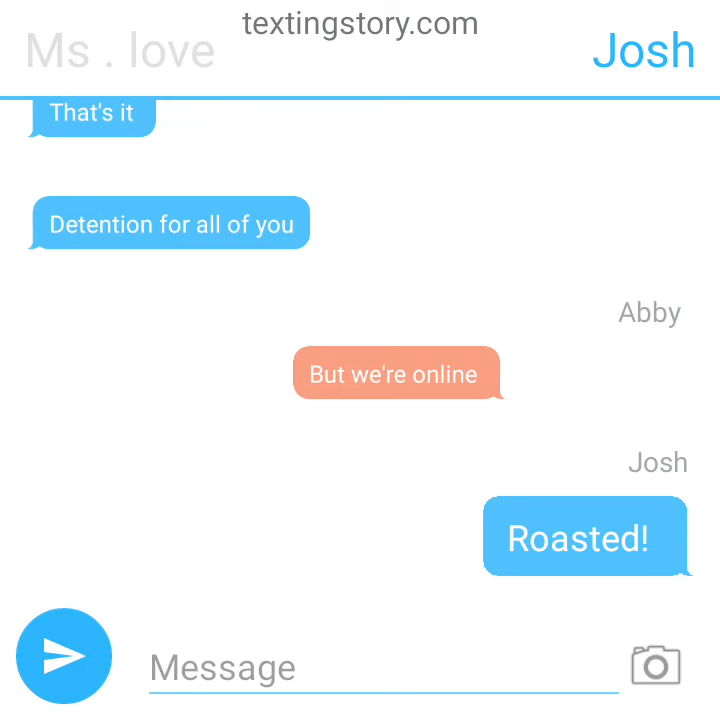 textingstory.com
Ms . love
Josh
That's it
Detention for all of you
Abby
But we're online
Josh
Roasted!
Message